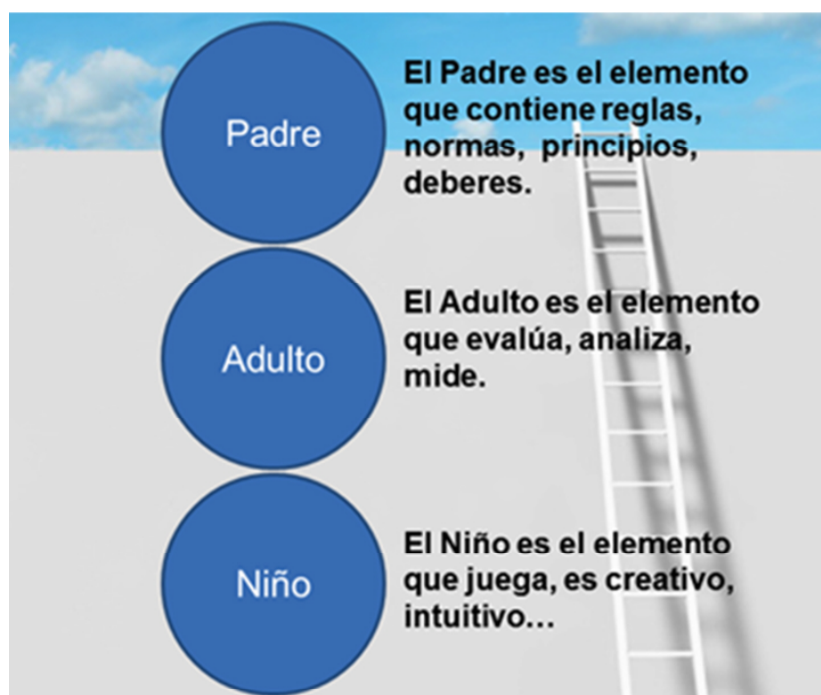 Padre
El Padre es el elemento
que contiene reglas,
normas, principios,
deberes.
Adulto
El Adulto es el elemento
que evalúa, analiza,
mide.
Niño
El Niño es el elemento
que juega, es creativo,
intuitivo...